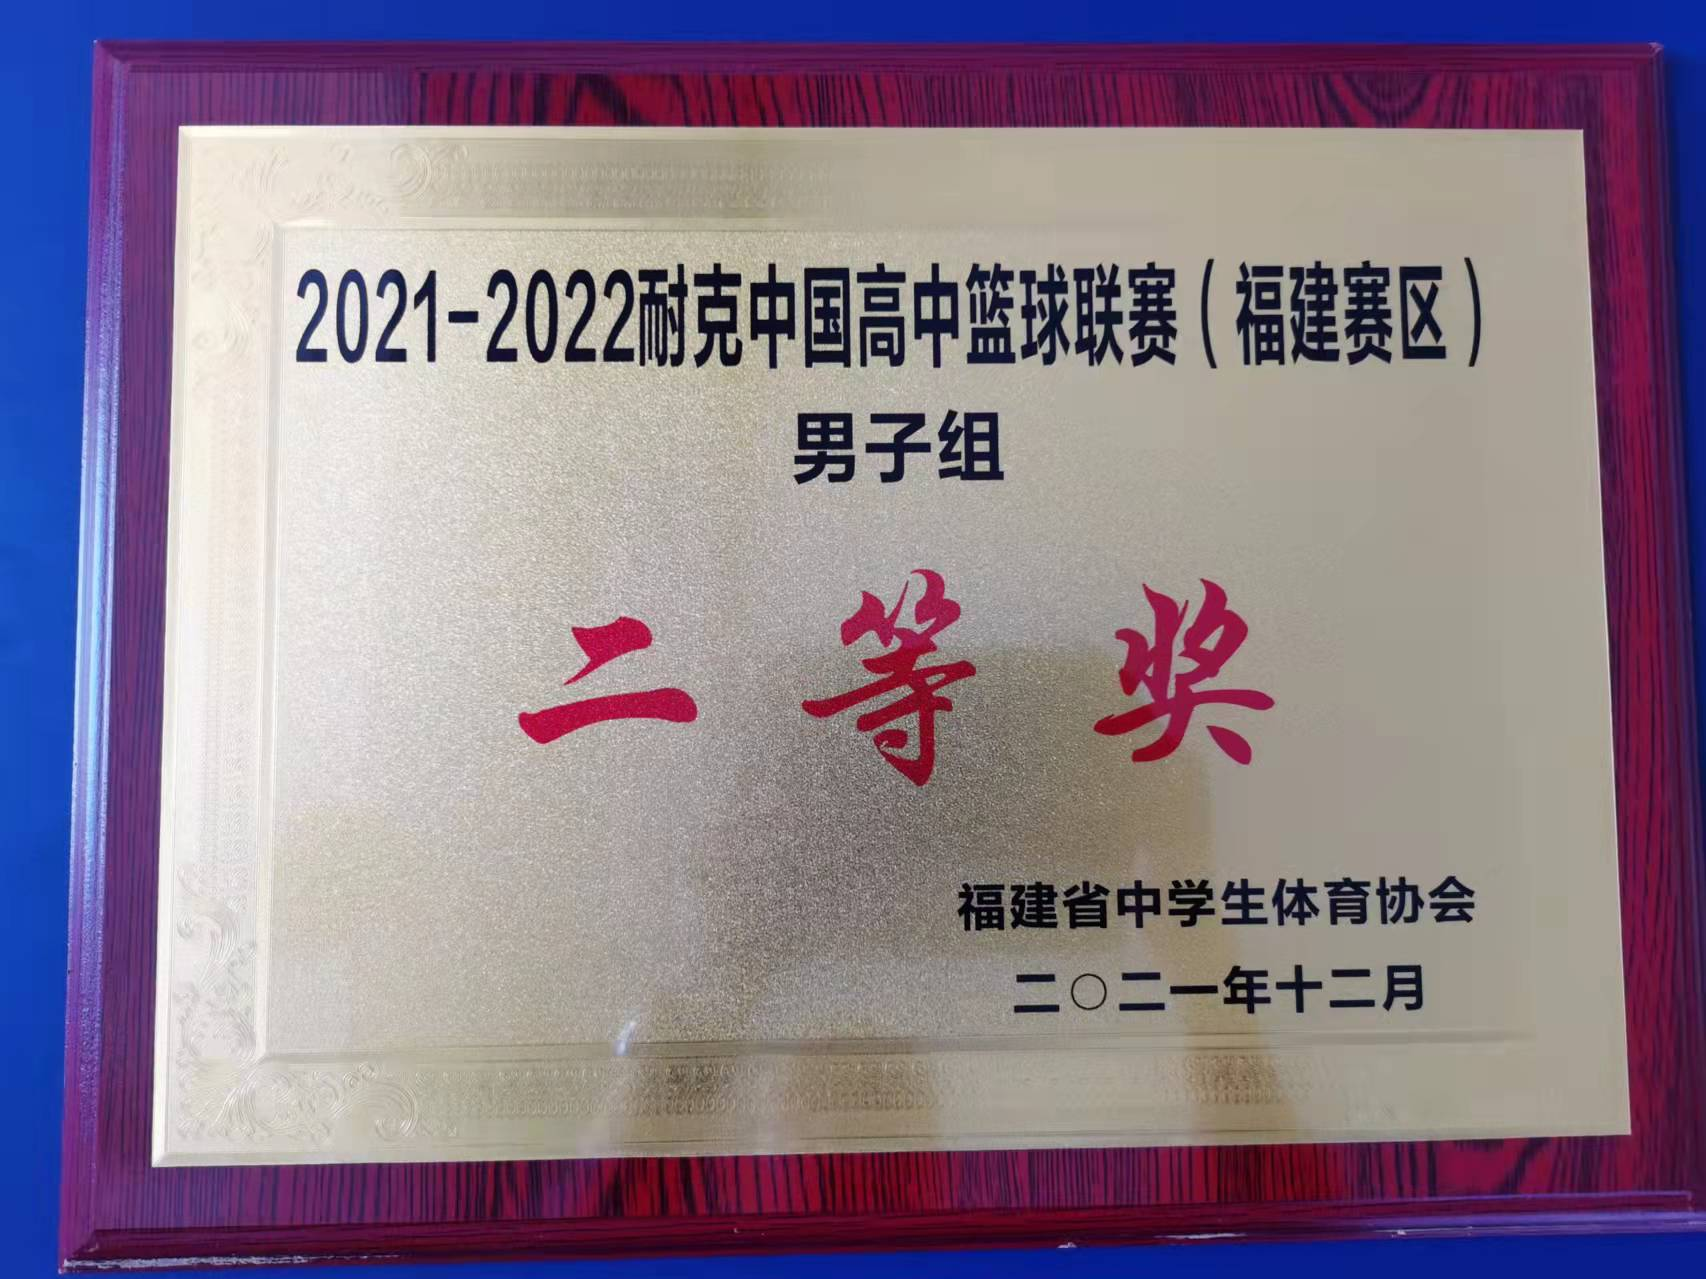 2021-2022耐克中国高中篮球联赛（福建赛区）
男子组
二等奖
福建省中学生体育协会
二〇二一年十二月